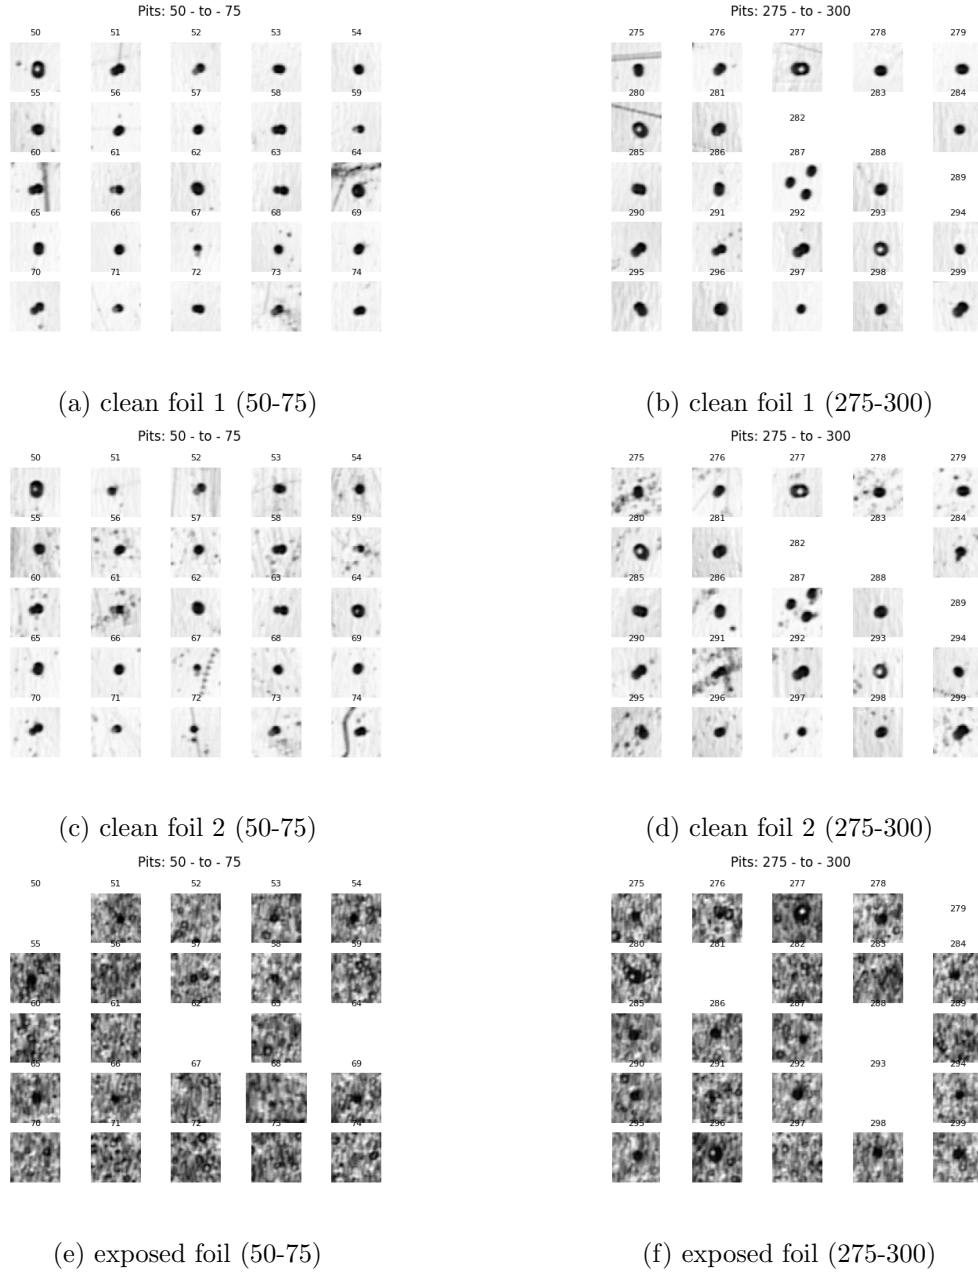 Pits: 50 - to - 75
50 51 52 53 54
55 56 57 58 59
60 61 62 63 64
65 66 67 68 69
70 71 72 73 74
(a) clean foil 1 (50-75)
Pits: 275 - to - 300
275 276 277 278 279
280 281 282 283 284
285 286 287 288 289
290 291 292 293 294
295 296 297 298 299
(b) clean foil 1 (275-300)
Pits: 50 - to - 75
50 51 52 53 54
55 56 57 58 59
60 61 62 63 64
65 66 67 68 69
70 71 72 73 74
(c) clean foil 2 (50-75)
Pits: 275 - to - 300
275 276 277 278 279
280 281 282 283 284
285 286 287 288 289
290 291 292 293 294
295 296 297 298 299
(d) clean foil 2 (275-300)
Pits: 50 - to - 75
50 51 52 53 54
55 56 57 58 59
60 61 62 63 64
65 66 67 68 69
70 71 72 73 74
(e) exposed foil (50-75)
Pits: 275 - to - 300
275 276 277 278 279
280 281 282 283 284
285 286 287 288 289
290 291 292 293 294
295 296 297 298 299
(f) exposed foil (275-300)